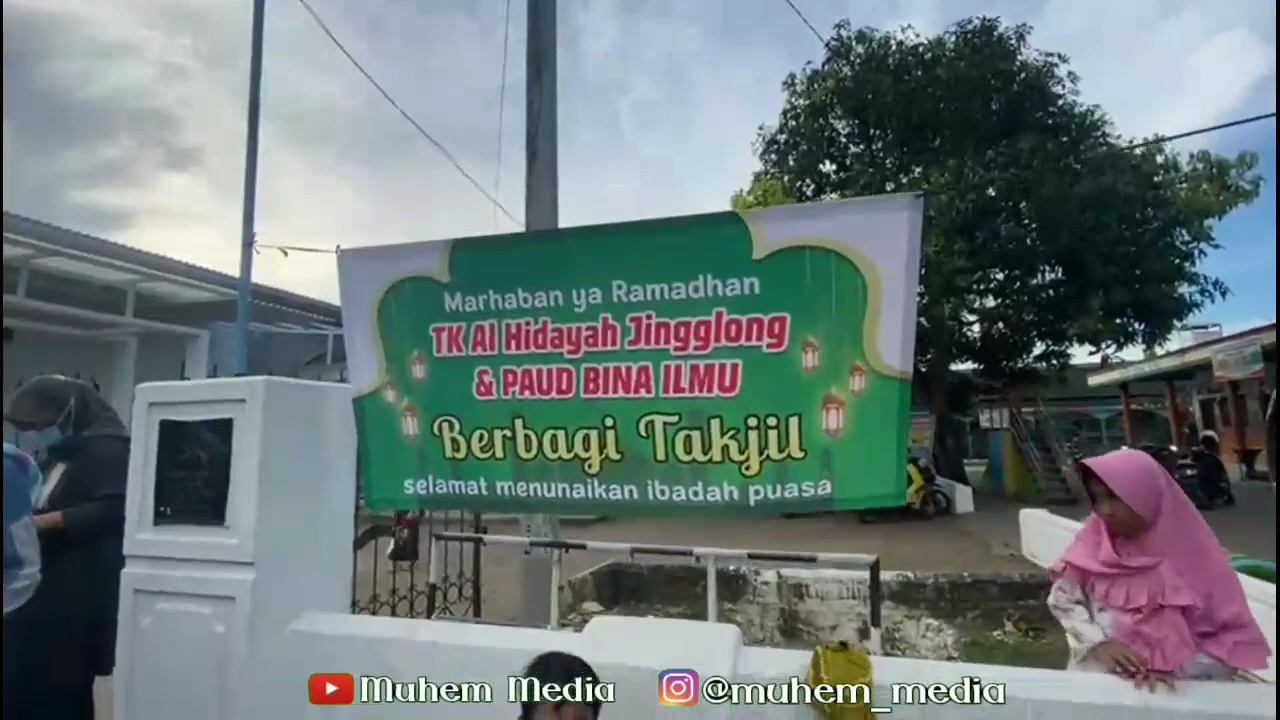 Marhaban ya Ramadhan
TK Al Hidayah Jingglong
& PAUD BINA ILMU
Berbagi Takjil
selamat menunaikan ibadah puasa
Muhem Media
@muhem_media